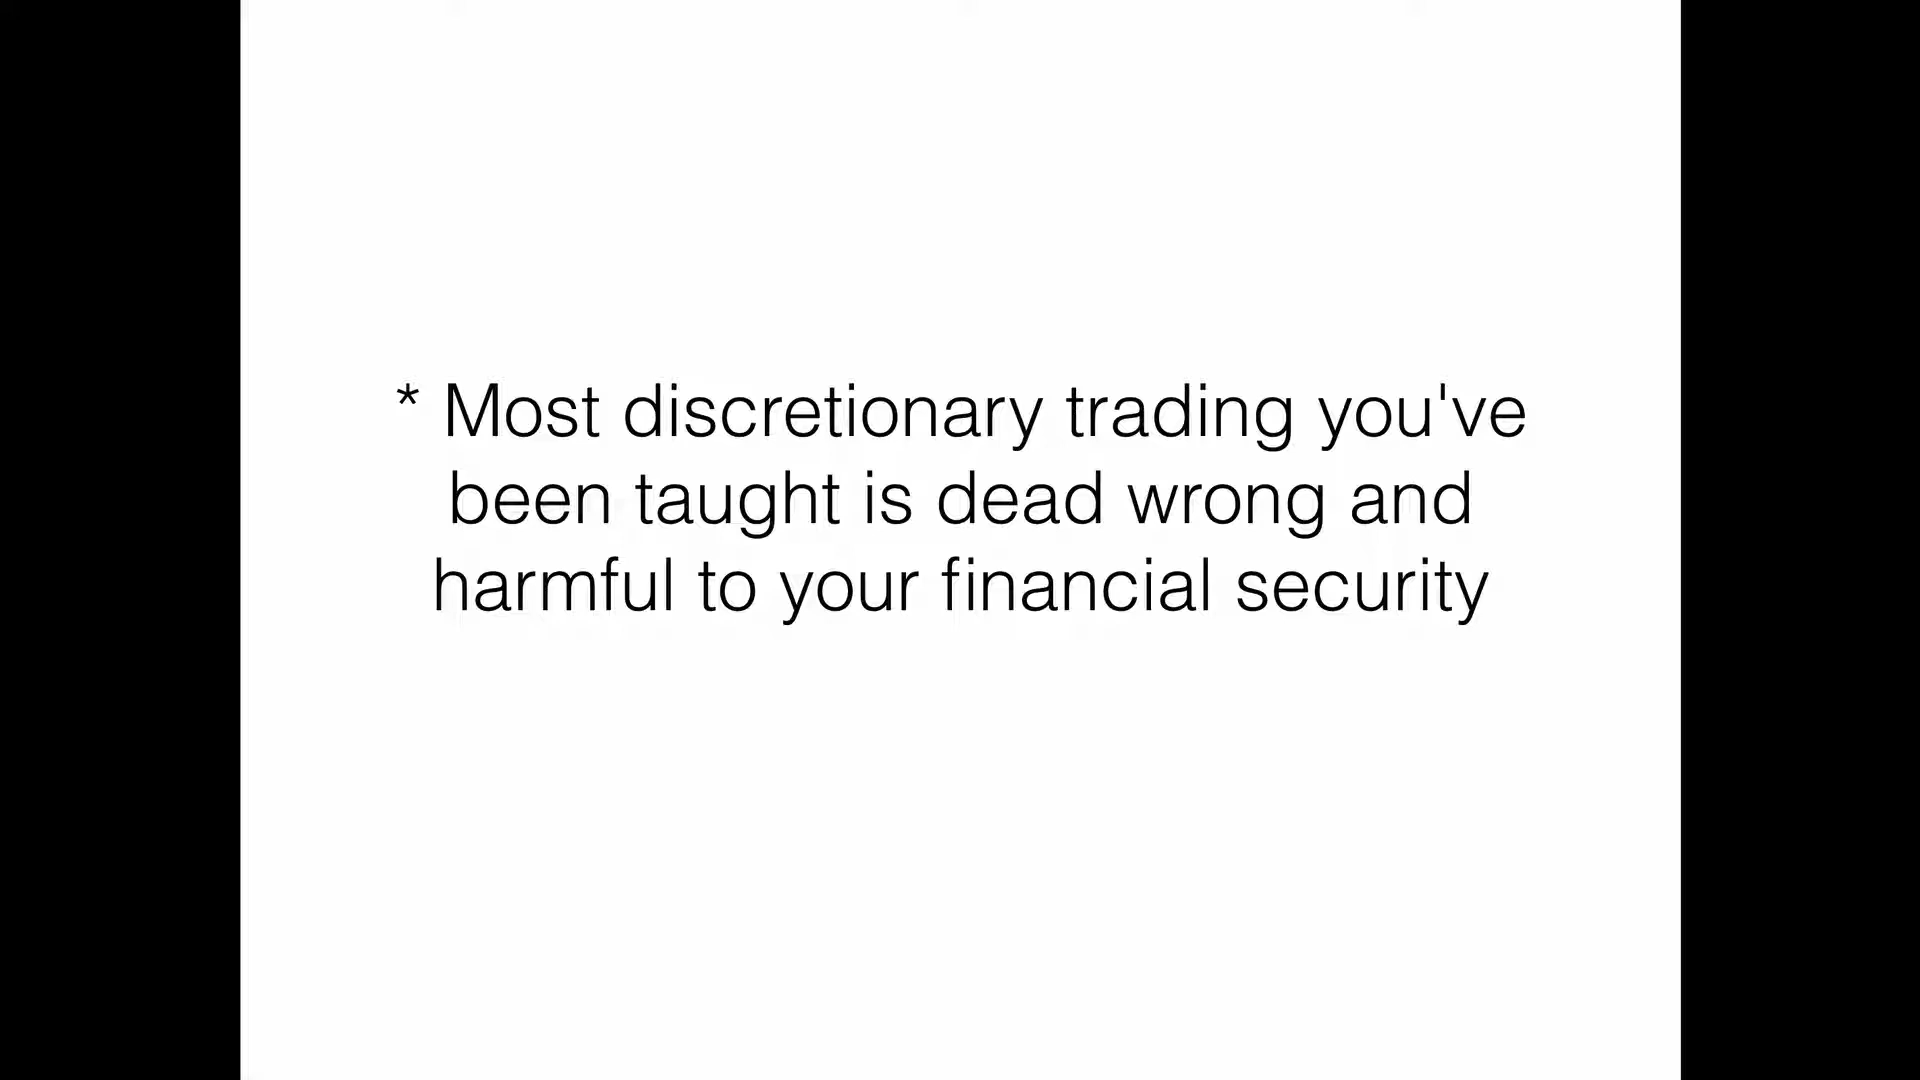 * Most discretionary trading you've
been taught is dead wrong and
harmful to your financial security